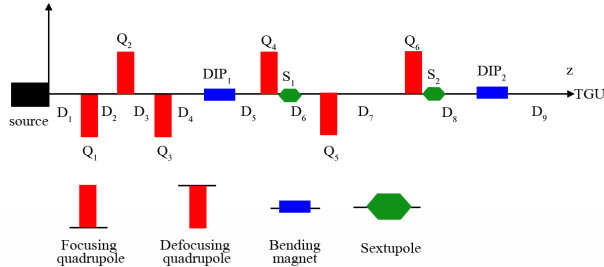 Q₂
Q₄
Q₆
DIP₁
S₁
S₂
DIP₂
z
TGU
source
D₁
D₂
D₃
D₄
D₅
D₆
D₇
D₈
D₉
Q₁
Q₃
Q₅
Focusing
quadrupole
Defocusing
quadrupole
Bending
magnet
Sextupole